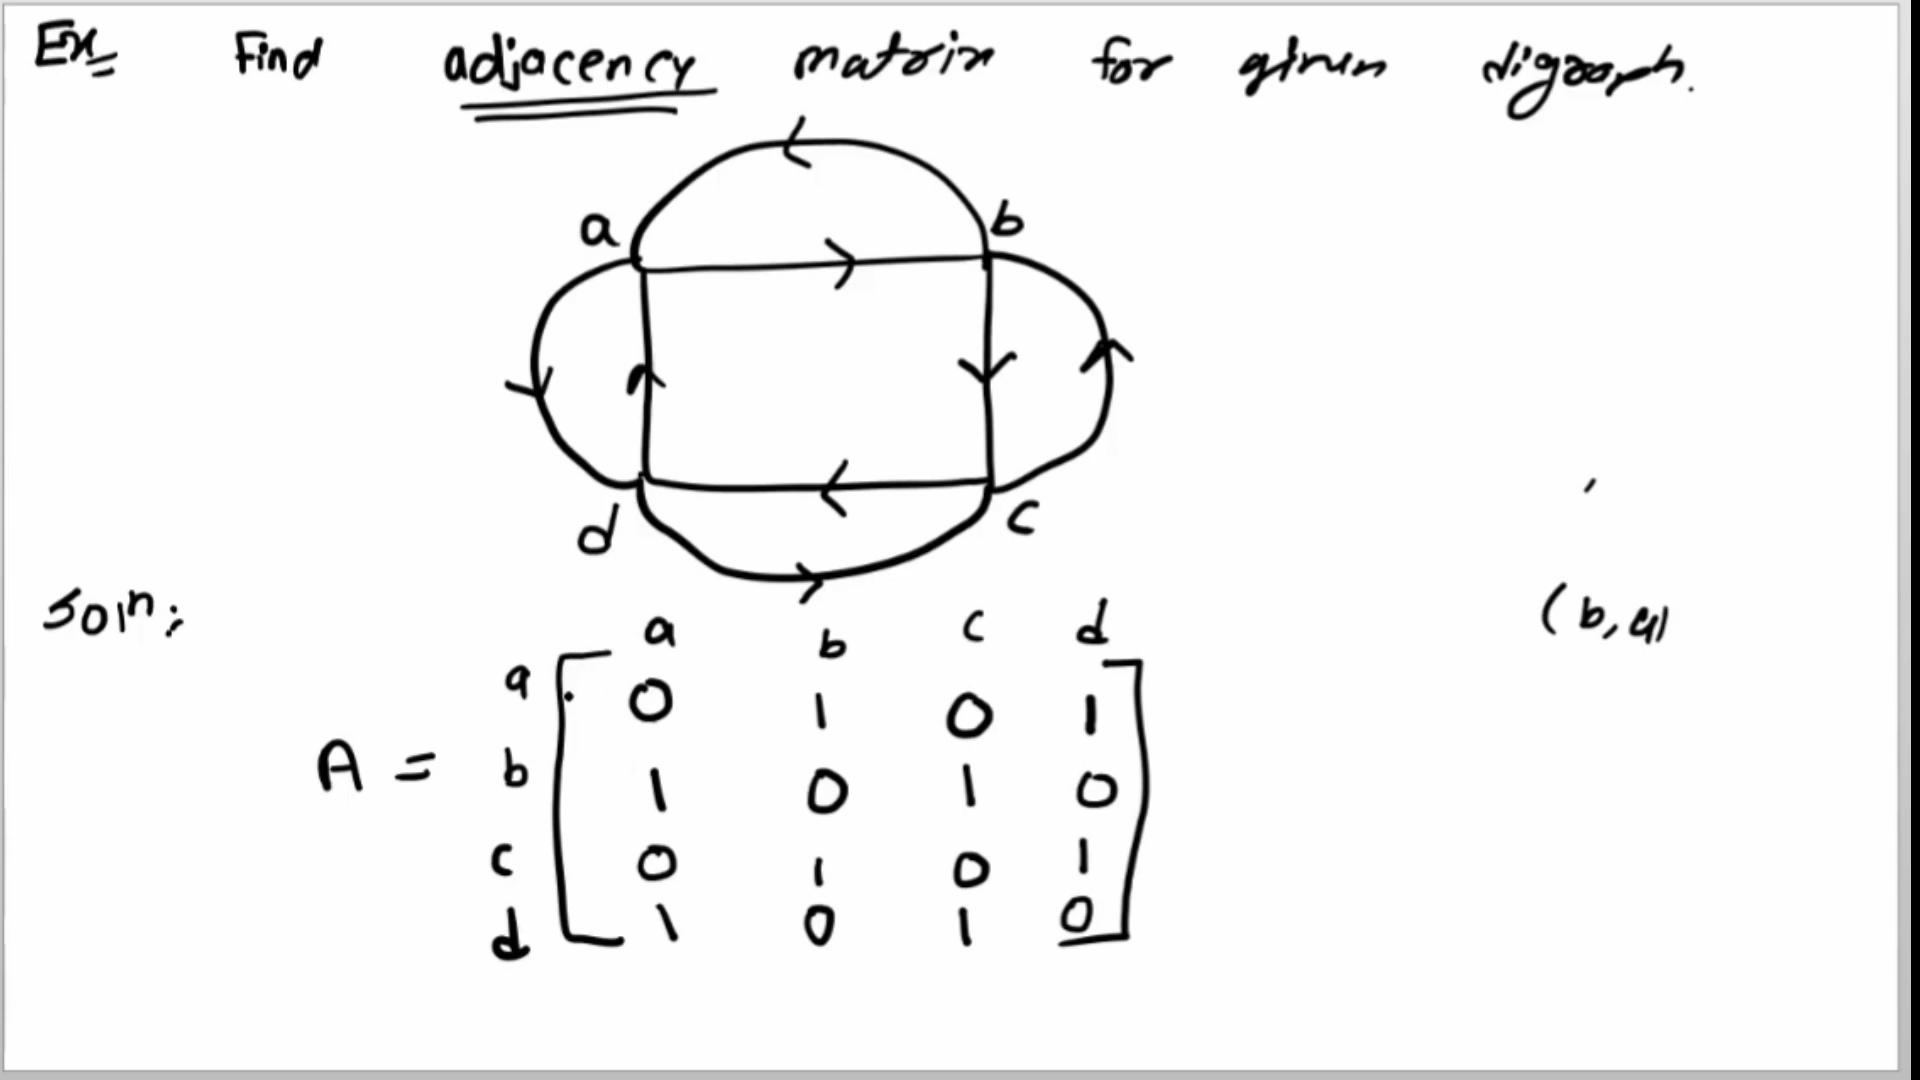 Ex Find adjacency matrix for given digraph.
a b
d c
Soln:
(b, a)
a b c d
a 0 1 0 1
A = b 1 0 1 0
c 0 1 0 1
d 1 0 1 0